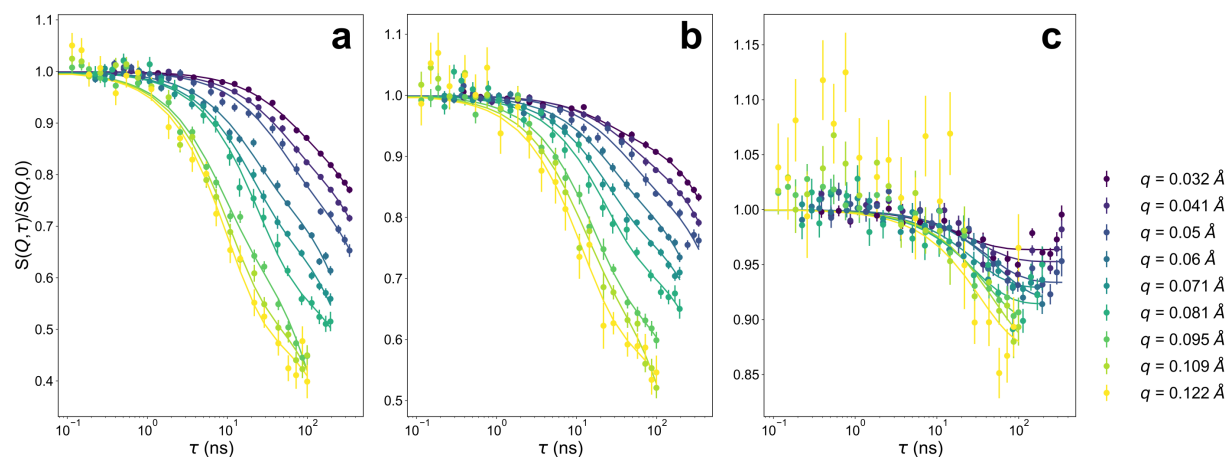 a
b
c
S(Q,τ)/S(Q,0)
1.1
1.0
0.9
0.8
0.7
0.6
0.5
0.4
10⁻¹ 10⁰ 10¹ 10²
τ (ns)
1.1
1.0
0.9
0.8
0.7
0.6
0.5
10⁻¹ 10⁰ 10¹ 10²
τ (ns)
1.15
1.10
1.05
1.00
0.95
0.90
0.85
10⁻¹ 10⁰ 10¹ 10²
τ (ns)
q = 0.032 Å
q = 0.041 Å
q = 0.05 Å
q = 0.06 Å
q = 0.071 Å
q = 0.081 Å
q = 0.095 Å
q = 0.109 Å
q = 0.122 Å